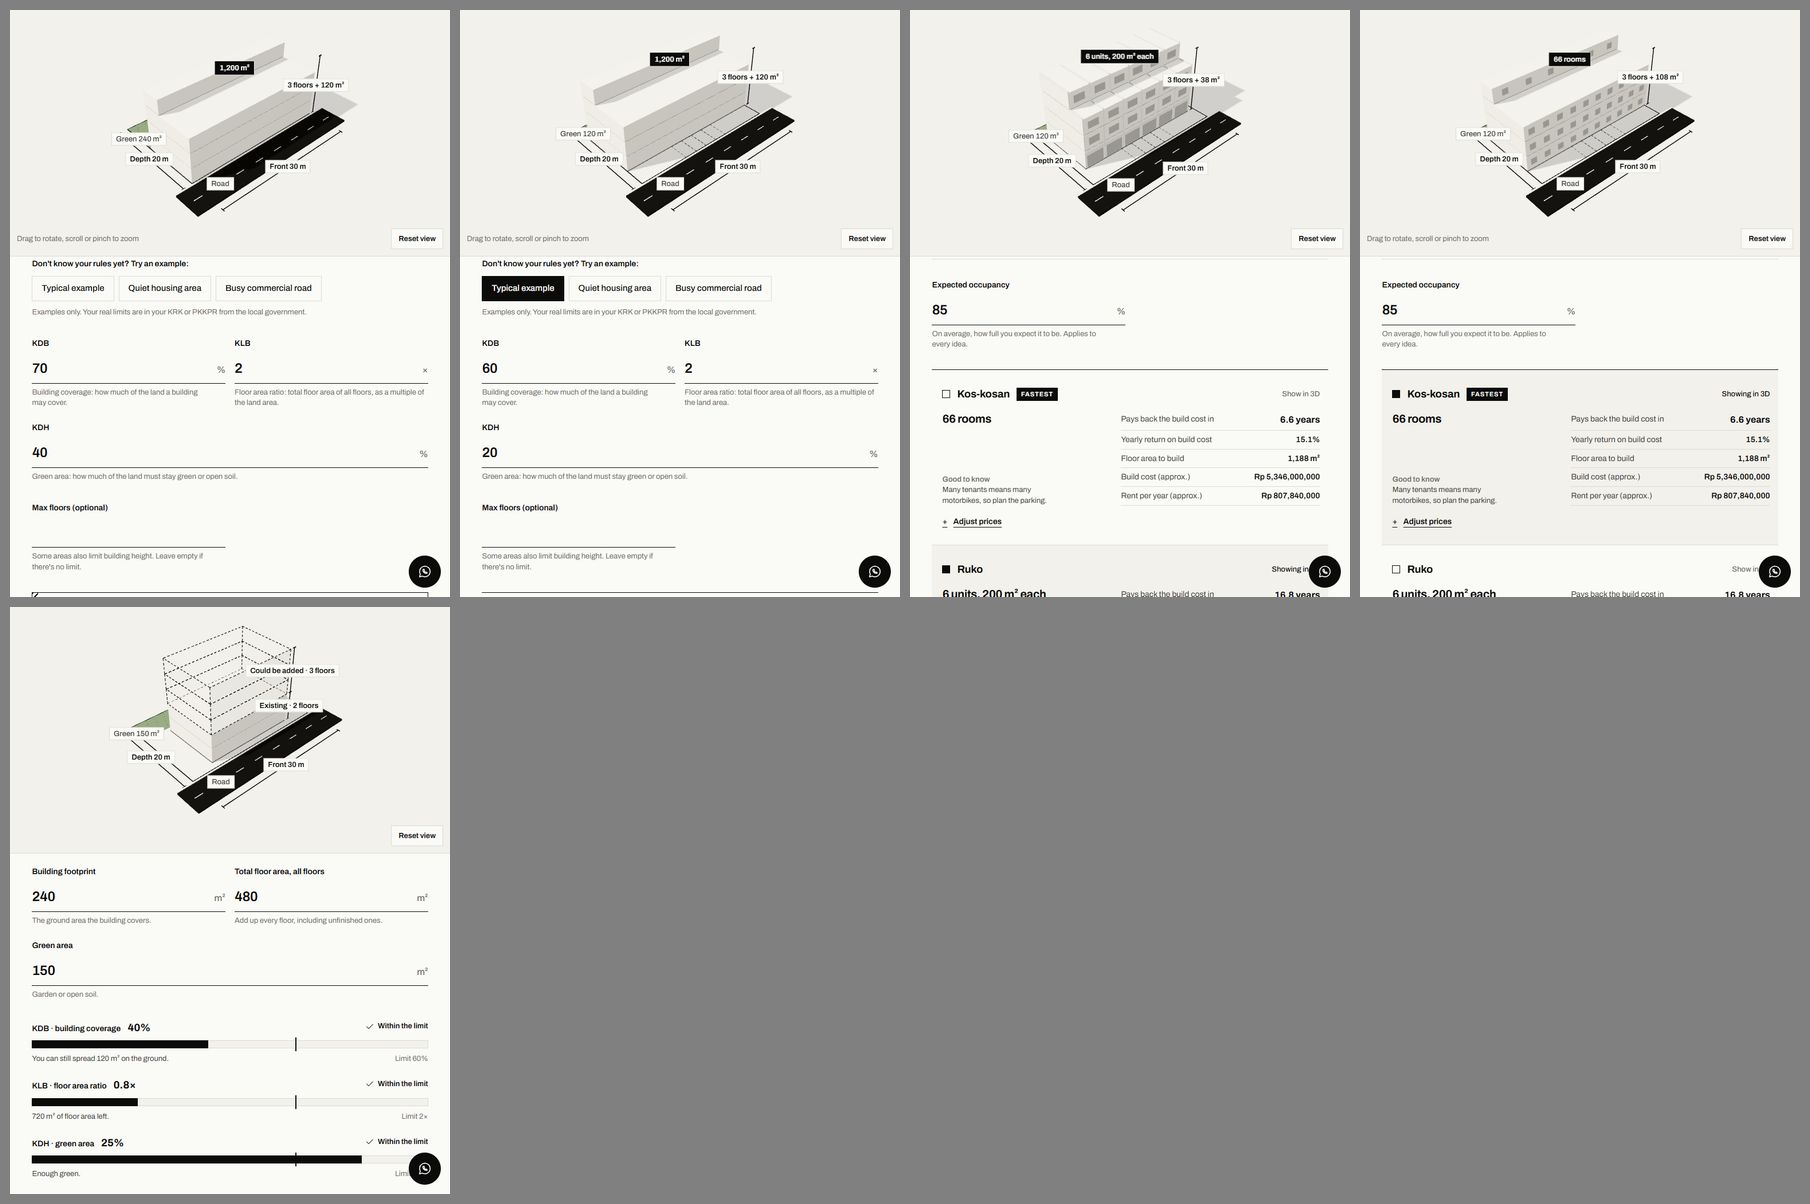 1,200 m²
3 floors + 120 m²
Green 240 m²
Depth 20 m
Front 30 m
Road
Drag to rotate, scroll or pinch to zoom
Reset view
Don't know your rules yet? Try an example:
Typical example
Quiet housing area
Busy commercial road
Examples only. Your real limits are in your KRK or PKKPR from the local government.
KDB
KLB
70 %
2 ×
Building coverage: how much of the land a building
may cover.
Floor area ratio: total floor area of all floors, as a multiple of
the land area.
KDH
40 %
Green area: how much of the land must stay green or open soil.
Max floors (optional)
Some areas also limit building height. Leave empty if
there's no limit.
1,200 m²
3 floors + 120 m²
Green 120 m²
Depth 20 m
Front 30 m
Road
Drag to rotate, scroll or pinch to zoom
Reset view
Don't know your rules yet? Try an example:
Typical example
Quiet housing area
Busy commercial road
Examples only. Your real limits are in your KRK or PKKPR from the local government.
KDB
KLB
60 %
2 ×
Building coverage: how much of the land a building
may cover.
Floor area ratio: total floor area of all floors, as a multiple of
the land area.
KDH
20 %
Green area: how much of the land must stay green or open soil.
Max floors (optional)
Some areas also limit building height. Leave empty if
there's no limit.
6 units, 200 m² each
3 floors + 38 m²
Green 120 m²
Depth 20 m
Front 30 m
Road
Reset view
Expected occupancy
85 %
On average, how full you expect it to be. Applies to
every idea.
Kos-kosan FASTEST
Show in 3D
66 rooms
Pays back the build cost in 6.6 years
Yearly return on build cost 15.1%
Floor area to build 1,188 m²
Build cost (approx.) Rp 5,346,000,000
Rent per year (approx.) Rp 807,840,000
Good to know
Many tenants means many
motorbikes, so plan the parking.
+ Adjust prices
Ruko
Showing in
6 units, 200 m² each
Pays back the build cost in 16.8 years
66 rooms
3 floors + 108 m²
Green 120 m²
Depth 20 m
Front 30 m
Road
Drag to rotate, scroll or pinch to zoom
Reset view
Expected occupancy
85 %
On average, how full you expect it to be. Applies to
every idea.
Kos-kosan FASTEST
Showing in 3D
66 rooms
Pays back the build cost in 6.6 years
Yearly return on build cost 15.1%
Floor area to build 1,188 m²
Build cost (approx.) Rp 5,346,000,000
Rent per year (approx.) Rp 807,840,000
Good to know
Many tenants means many
motorbikes, so plan the parking.
+ Adjust prices
Ruko
Show in
6 units, 200 m² each
Pays back the build cost in 16.8 years
Could be added · 3 floors
Existing · 2 floors
Green 150 m²
Depth 20 m
Front 30 m
Road
Reset view
Building footprint
Total floor area, all floors
240 m²
480 m²
The ground area the building covers.
Add up every floor, including unfinished ones.
Green area
150 m²
Garden or open soil.
KDB · building coverage 40%
Within the limit
You can still spread 120 m² on the ground.
Limit 60%
KLB · floor area ratio 0.8×
Within the limit
720 m² of floor area left.
Limit 2×
KDH · green area 25%
Within the limit
Enough green.